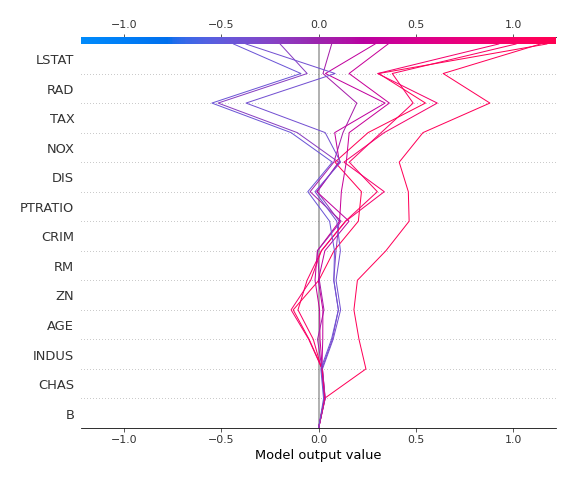 −1.0 −0.5 0.0 0.5 1.0
LSTAT
RAD
TAX
NOX
DIS
PTRATIO
CRIM
RM
ZN
AGE
INDUS
CHAS
B
−1.0 −0.5 0.0 0.5 1.0
Model output value